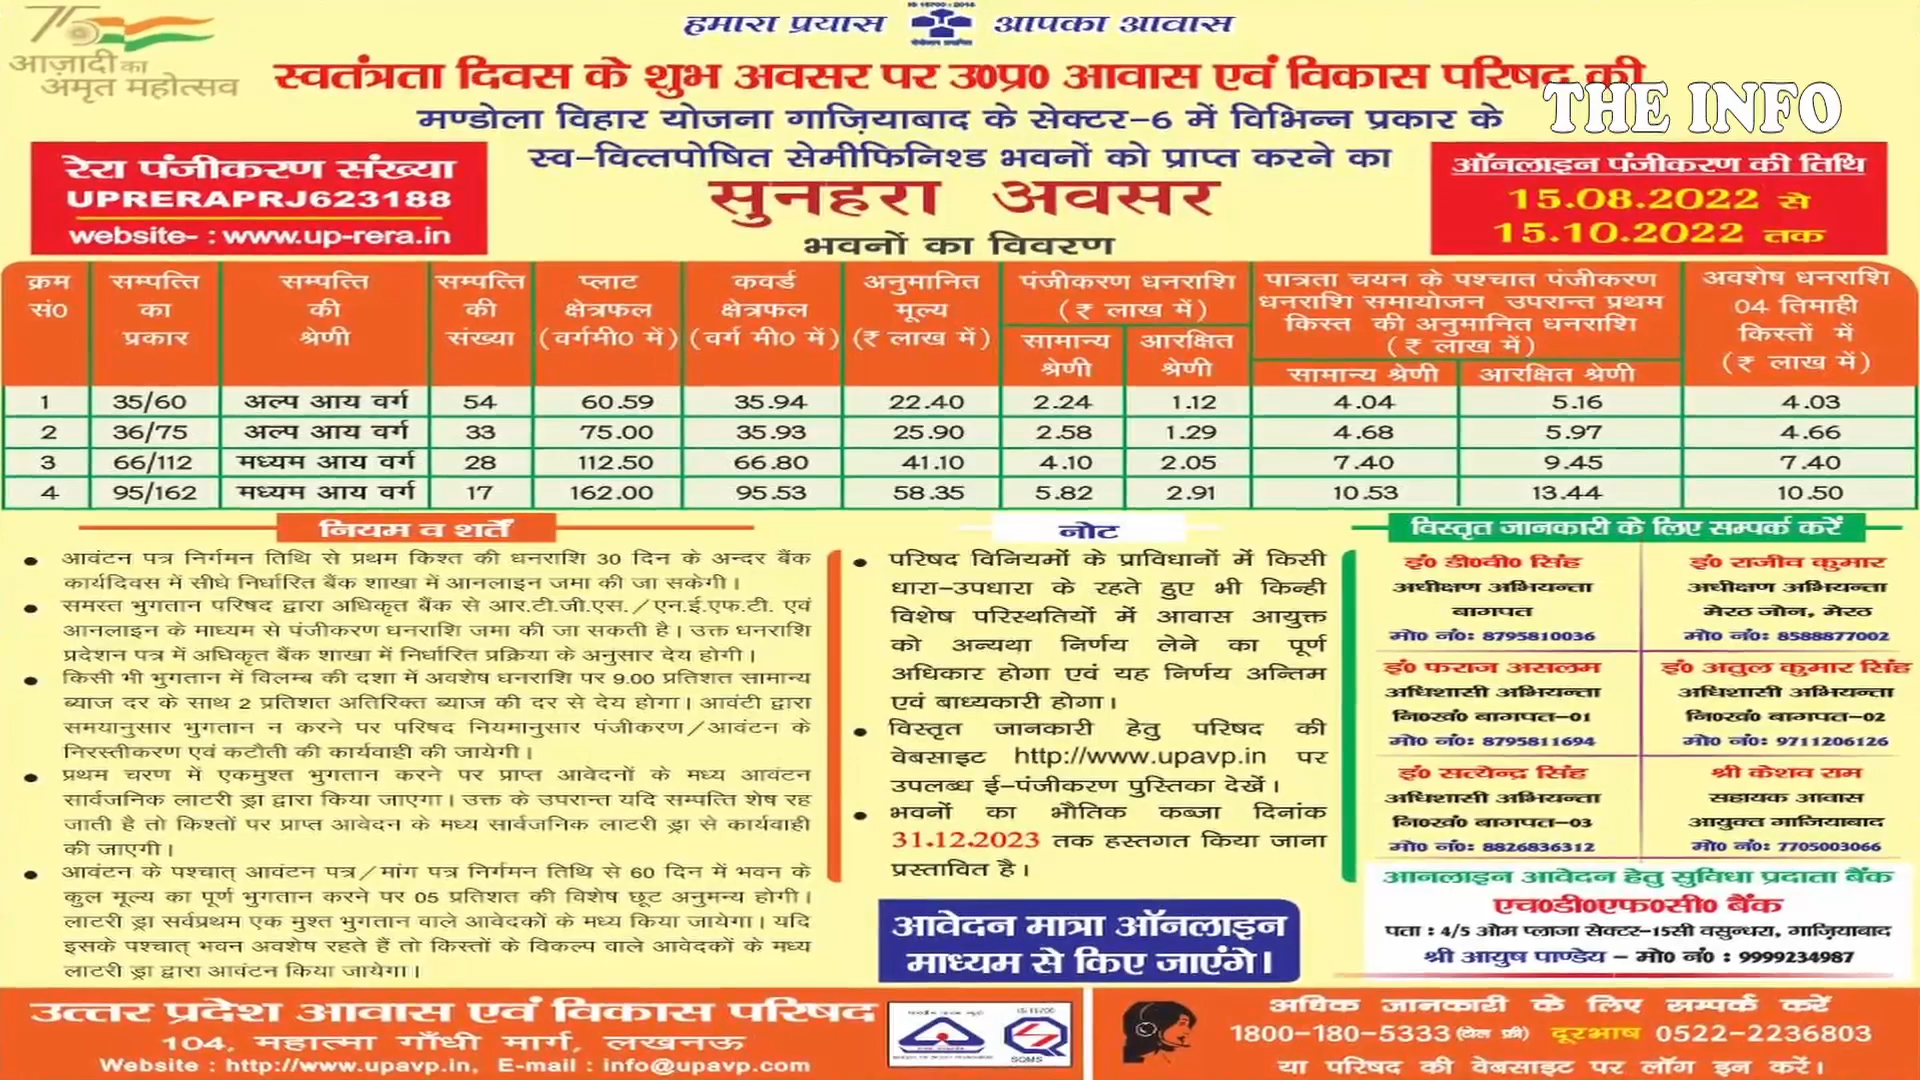 आज़ादी का
अमृत महोत्सव
हमारा प्रयास
IS 15700 : 2014
आपका आवास
स्वतंत्रता दिवस के शुभ अवसर पर उ0प्र0 आवास एवं विकास परिषद की
THE INFO
मण्डोला विहार योजना गाज़ियाबाद के सेक्टर-6 में विभिन्न प्रकार के
स्व-वित्तपोषित सेमीफिनिश्ड भवनों को प्राप्त करने का
सुनहरा अवसर
रेरा पंजीकरण संख्या
UPRERAPRJ623188
website- : www.up-rera.in
ऑनलाइन पंजीकरण की तिथि
15.08.2022 से
15.10.2022 तक
भवनों का विवरण
क्रम सं0 | सम्पत्ति का प्रकार | सम्पत्ति की श्रेणी | सम्पत्ति की संख्या | प्लाट क्षेत्रफल (वर्गमी0 में) | कवर्ड क्षेत्रफल (वर्ग मी0 में) | अनुमानित मूल्य (₹ लाख में) | पंजीकरण धनराशि (₹ लाख में) | पात्रता चयन के पश्चात पंजीकरण धनराशि समायोजन उपरान्त प्रथम किस्त की अनुमानित धनराशि (₹ लाख में) | अवशेष धनराशि 04 तिमाही किस्तों में (₹ लाख में)
सामान्य श्रेणी | आरक्षित श्रेणी | सामान्य श्रेणी | आरक्षित श्रेणी
1 35/60 अल्प आय वर्ग 54 60.59 35.94 22.40 2.24 1.12 4.04 5.16 4.03
2 36/75 अल्प आय वर्ग 33 75.00 35.93 25.90 2.58 1.29 4.68 5.97 4.66
3 66/112 मध्यम आय वर्ग 28 112.50 66.80 41.10 4.10 2.05 7.40 9.45 7.40
4 95/162 मध्यम आय वर्ग 17 162.00 95.53 58.35 5.82 2.91 10.53 13.44 10.50
नियम व शर्तें
• आवंटन पत्र निर्गमन तिथि से प्रथम किश्त की धनराशि 30 दिन के अन्दर बैंक
कार्यदिवस में सीधे निर्धारित बैंक शाखा में आनलाइन जमा की जा सकेगी।
• समस्त भुगतान परिषद द्वारा अधिकृत बैंक से आर.टी.जी.एस./एन.ई.एफ.टी. एवं
आनलाइन के माध्यम से पंजीकरण धनराशि जमा की जा सकती है। उक्त धनराशि
प्रदेशन पत्र में अधिकृत बैंक शाखा में निर्धारित प्रक्रिया के अनुसार देय होगी।
• किसी भी भुगतान में विलम्ब की दशा में अवशेष धनराशि पर 9.00 प्रतिशत सामान्य
ब्याज दर के साथ 2 प्रतिशत अतिरिक्त ब्याज की दर से देय होगा। आवंटी द्वारा
समयानुसार भुगतान न करने पर परिषद नियमानुसार पंजीकरण/आवंटन के
निरस्तीकरण एवं कटौती की कार्यवाही की जायेगी।
• प्रथम चरण में एकमुश्त भुगतान करने पर प्राप्त आवेदनों के मध्य आवंटन
सार्वजनिक लाटरी ड्रा द्वारा किया जाएगा। उक्त के उपरान्त यदि सम्पत्ति शेष रह
जाती है तो किश्तों पर प्राप्त आवेदन के मध्य सार्वजनिक लाटरी ड्रा से कार्यवाही
की जाएगी।
• आवंटन के पश्चात् आवंटन पत्र/मांग पत्र निर्गमन तिथि से 60 दिन में भवन के
कुल मूल्य का पूर्ण भुगतान करने पर 05 प्रतिशत की विशेष छूट अनुमन्य होगी।
लाटरी ड्रा सर्वप्रथम एक मुश्त भुगतान वाले आवेदकों के मध्य किया जायेगा। यदि
इसके पश्चात् भवन अवशेष रहते हैं तो किस्तों के विकल्प वाले आवेदकों के मध्य
लाटरी ड्रा द्वारा आवंटन किया जायेगा।
नोट
• परिषद विनियमों के प्राविधानों में किसी
धारा-उपधारा के रहते हुए भी किन्ही
विशेष परिस्थतियों में आवास आयुक्त
को अन्यथा निर्णय लेने का पूर्ण
अधिकार होगा एवं यह निर्णय अन्तिम
एवं बाध्यकारी होगा।
• विस्तृत जानकारी हेतु परिषद की
वेबसाइट http://www.upavp.in पर
उपलब्ध ई-पंजीकरण पुस्तिका देखें।
• भवनों का भौतिक कब्जा दिनांक
31.12.2023 तक हस्तगत किया जाना
प्रस्तावित है।
आवेदन मात्रा ऑनलाइन
माध्यम से किए जाएंगे।
विस्तृत जानकारी के लिए सम्पर्क करें
इं0 डी0वी0 सिंह
अधीक्षण अभियन्ता
बागपत
मो0 नं0: 8795810036
इं0 राजीव कुमार
अधीक्षण अभियन्ता
मेरठ जोन, मेरठ
मो0 नं0: 8588877002
इं0 फराज असलम
अधिशासी अभियन्ता
नि0खं0 बागपत-01
मो0 नं0: 8795811694
इं0 अतुल कुमार सिंह
अधिशासी अभियन्ता
नि0खं0 बागपत-02
मो0 नं0: 9711206126
इं0 सत्येन्द्र सिंह
अधिशासी अभियन्ता
नि0खं0 बागपत-03
मो0 नं0: 8826836312
श्री केशव राम
सहायक आवास
आयुक्त गाजियाबाद
मो0 नं0: 7705003066
आनलाइन आवेदन हेतु सुविधा प्रदाता बैंक
एच0डी0एफ0सी0 बैंक
पता : 4/5 ओम प्लाजा सेक्टर-15सी वसुन्धरा, गाज़ियाबाद
श्री आयुष पाण्डेय - मो0 नं0 : 9999234987
उत्तर प्रदेश आवास एवं विकास परिषद
104, महात्मा गाँधी मार्ग, लखनऊ
Website : http://www.upavp.in, E-mail : info@upavp.com
IS 15700
SQMS
अधिक जानकारी के लिए सम्पर्क करें
1800-180-5333 (टोल फ्री) दूरभाष 0522-2236803
या परिषद की वेबसाइट पर लॉग इन करें।